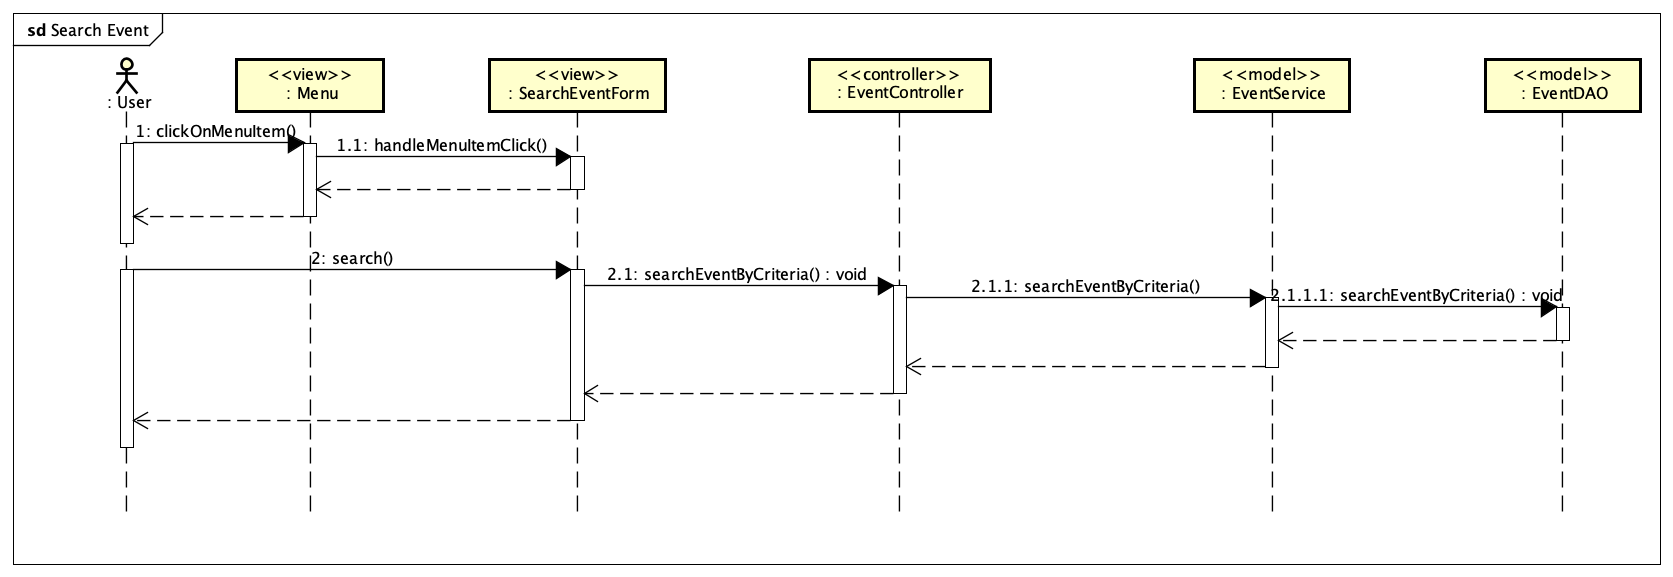 sd Search Event
: User
<<view>>
: Menu
<<view>>
: SearchEventForm
<<controller>>
: EventController
<<model>>
: EventService
<<model>>
: EventDAO
1: clickOnMenuItem()
1.1: handleMenuItemClick()
2: search()
2.1: searchEventByCriteria() : void
2.1.1: searchEventByCriteria()
2.1.1.1: searchEventByCriteria() : void